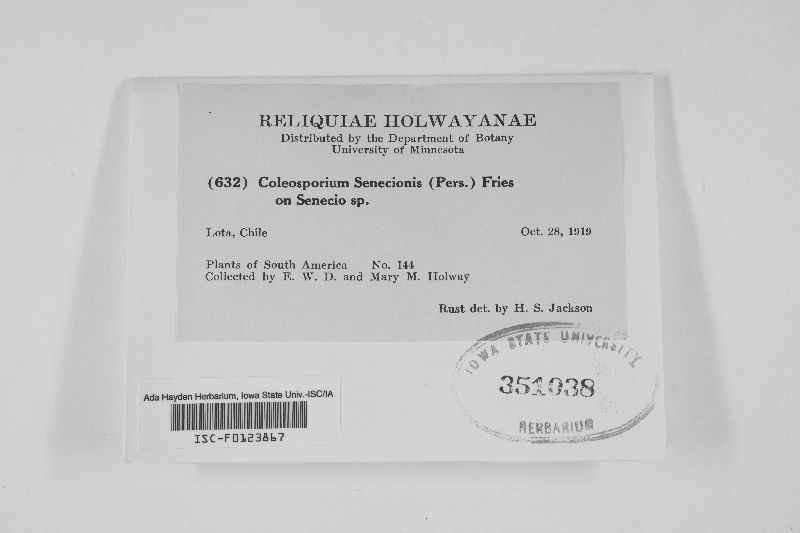 RELIQUIAE HOLWAYANAE
Distributed by the Department of Botany
University of Minnesota
(632) Coleosporium Senecionis (Pers.) Fries
on Senecio sp.
Lota, Chile Oct. 28, 1919
Plants of South America No. 144
Collected by E. W. D. and Mary M. Holway
Rust det. by H. S. Jackson
IOWA STATE UNIVERSITY
351038
HERBARIUM
Ada Hayden Herbarium, Iowa State Univ.-ISC/IA
ISC-F0123867